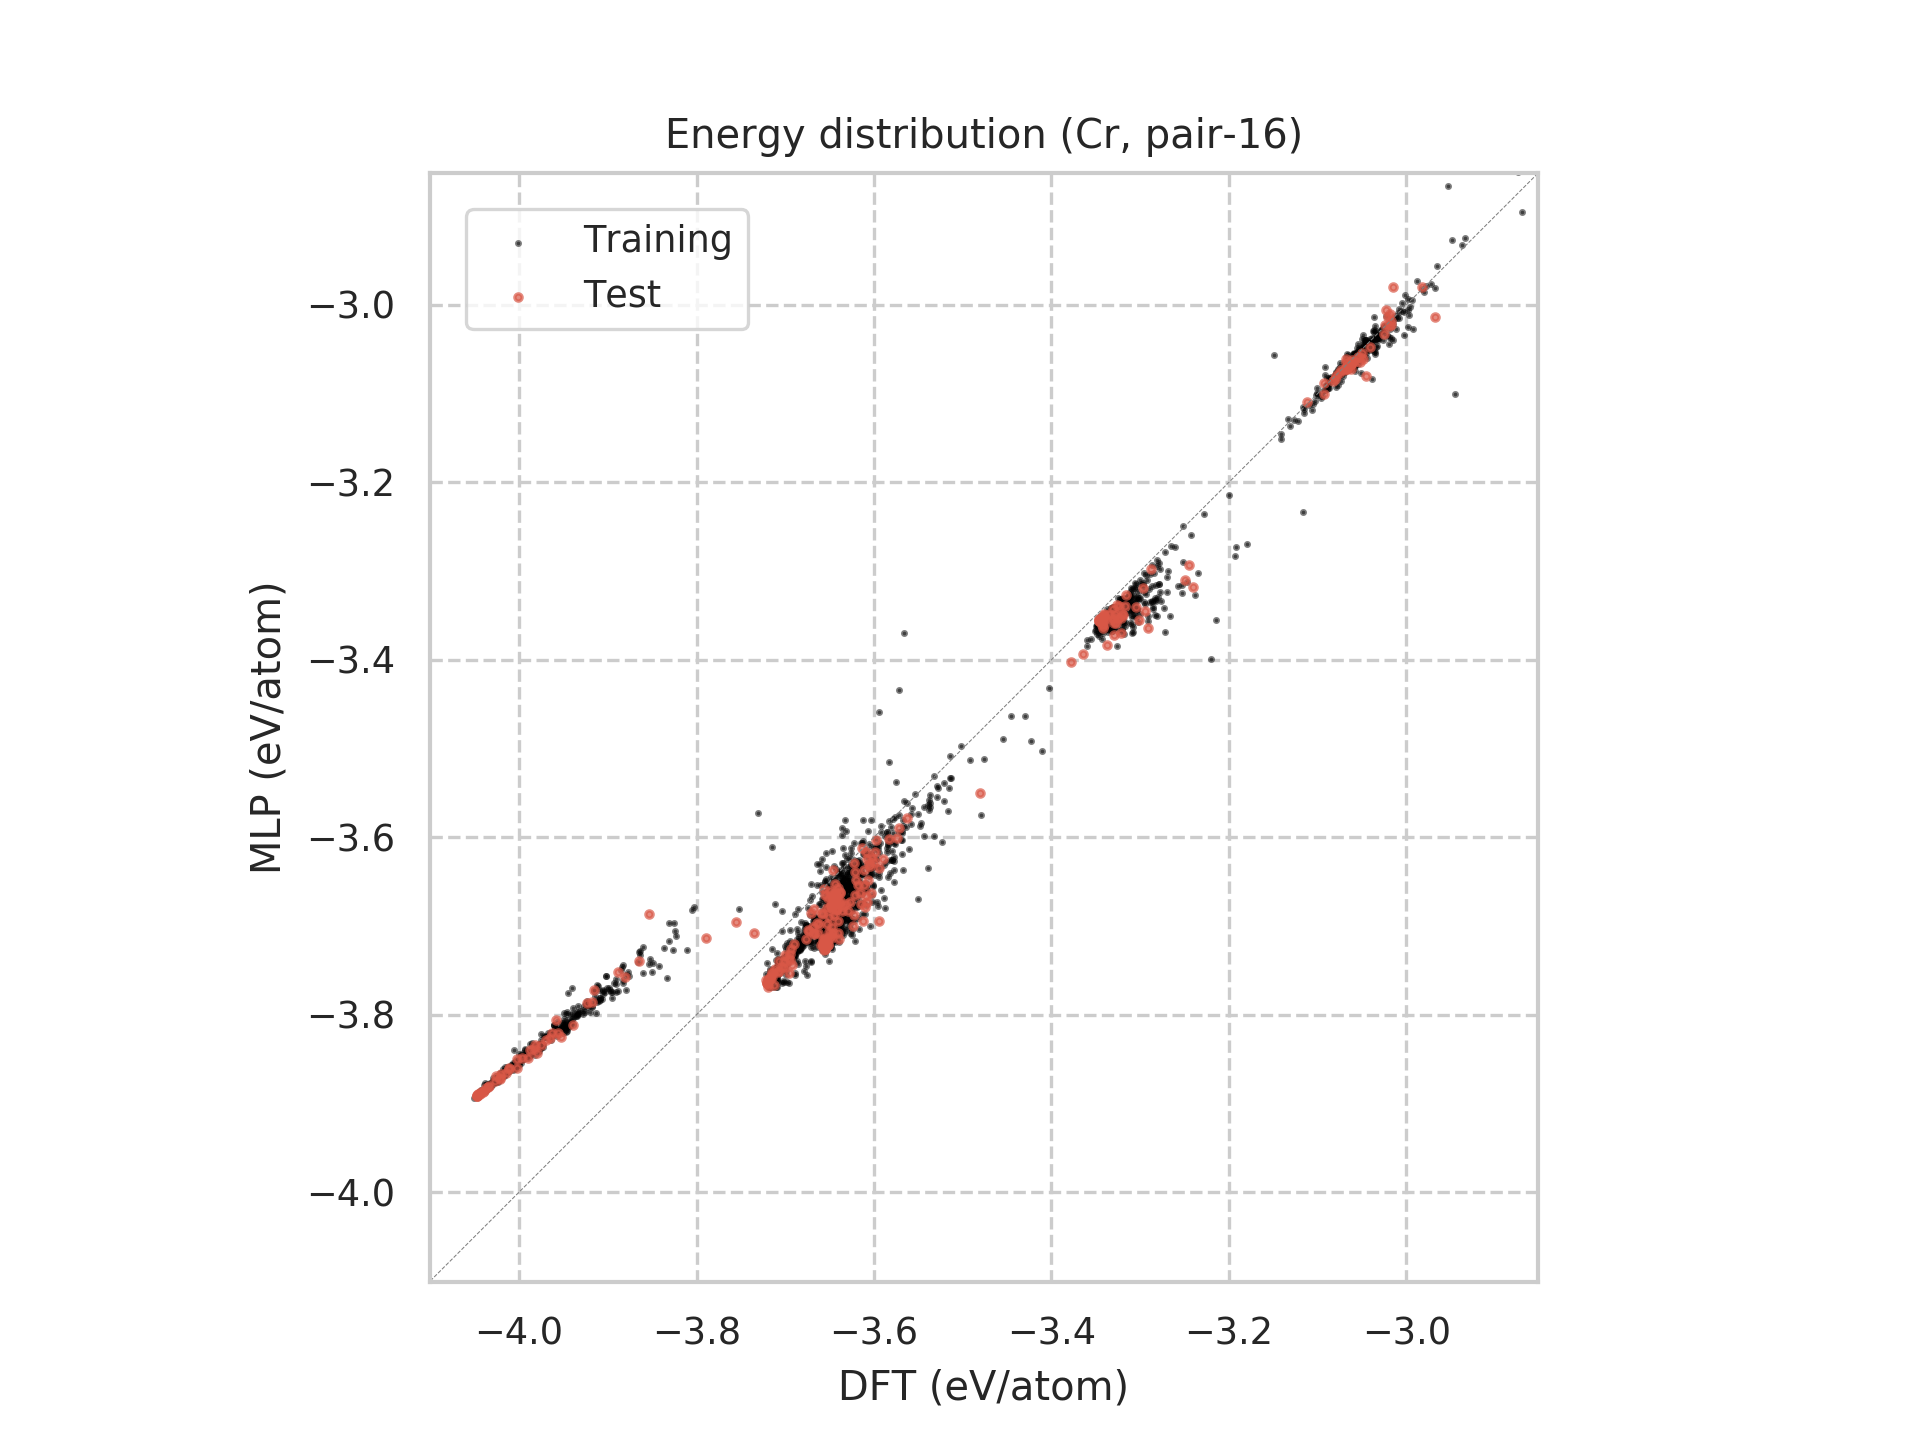 Energy distribution (Cr, pair-16)
Training
Test
MLP (eV/atom)
−3.0
−3.2
−3.4
−3.6
−3.8
−4.0
−4.0 −3.8 −3.6 −3.4 −3.2 −3.0
DFT (eV/atom)